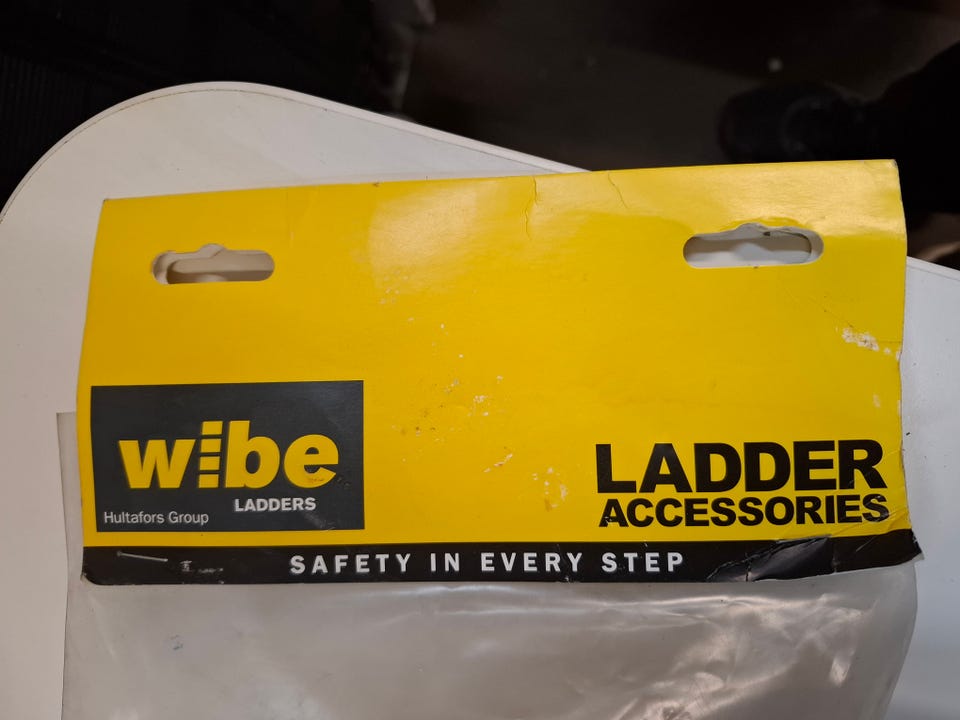 wibe
LADDERS
Hultafors Group
LADDER
ACCESSORIES
SAFETY IN EVERY STEP